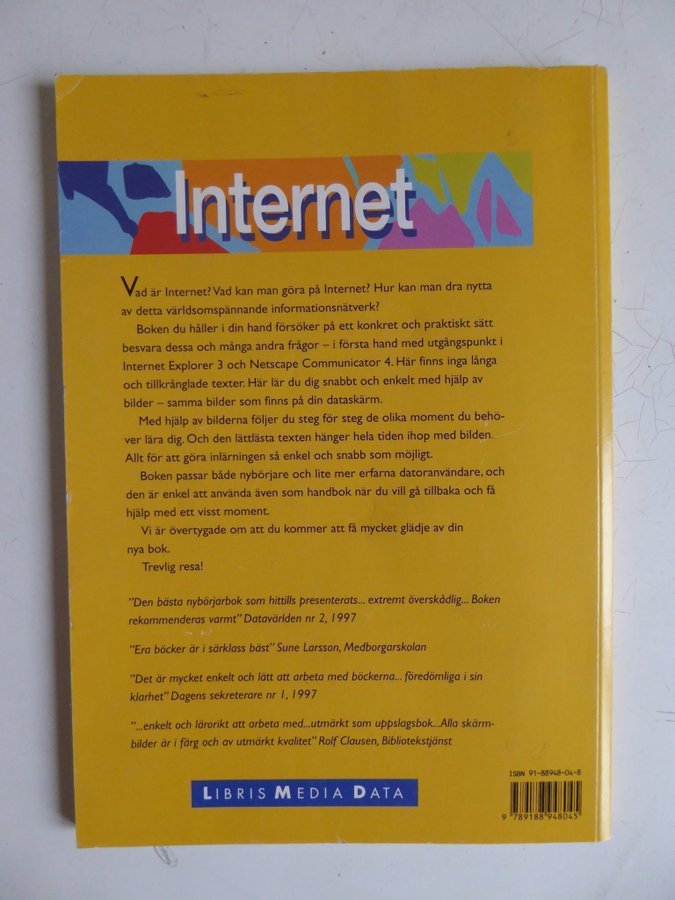 Internet
Vad är Internet? Vad kan man göra på Internet? Hur kan man dra nytta
av detta världsomspännande informationsnätverk?
Boken du håller i din hand försöker på ett konkret och praktiskt sätt
besvara dessa och många andra frågor – i första hand med utgångspunkt i
Internet Explorer 3 och Netscape Communicator 4. Här finns inga långa
och tillkrånglade texter. Här lär du dig snabbt och enkelt med hjälp av
bilder – samma bilder som finns på din dataskärm.
Med hjälp av bilderna följer du steg för steg de olika moment du behö-
ver lära dig. Och den lättlästa texten hänger hela tiden ihop med bilden.
Allt för att göra inlärningen så enkel och snabb som möjligt.
Boken passar både nybörjare och lite mer erfarna datoranvändare, och
den är enkel att använda även som handbok när du vill gå tillbaka och få
hjälp med ett visst moment.
Vi är övertygade om att du kommer att få mycket glädje av din
nya bok.
Trevlig resa!
"Den bästa nybörjarbok som hittills presenterats... extremt överskådlig... Boken
rekommenderas varmt" Datavärlden nr 2, 1997
"Era böcker är i särklass bäst" Sune Larsson, Medborgarskolan
"Det är mycket enkelt och lätt att arbeta med böckerna... föredömliga i sin
klarhet" Dagens sekreterare nr 1, 1997
"...enkelt och lärorikt att arbeta med...utmärkt som uppslagsbok...Alla skärm-
bilder är i färg och av utmärkt kvalitet" Rolf Clausen, Bibliotekstjänst
LIBRIS MEDIA DATA
ISBN 91-88948-04-8
9 789188 948045